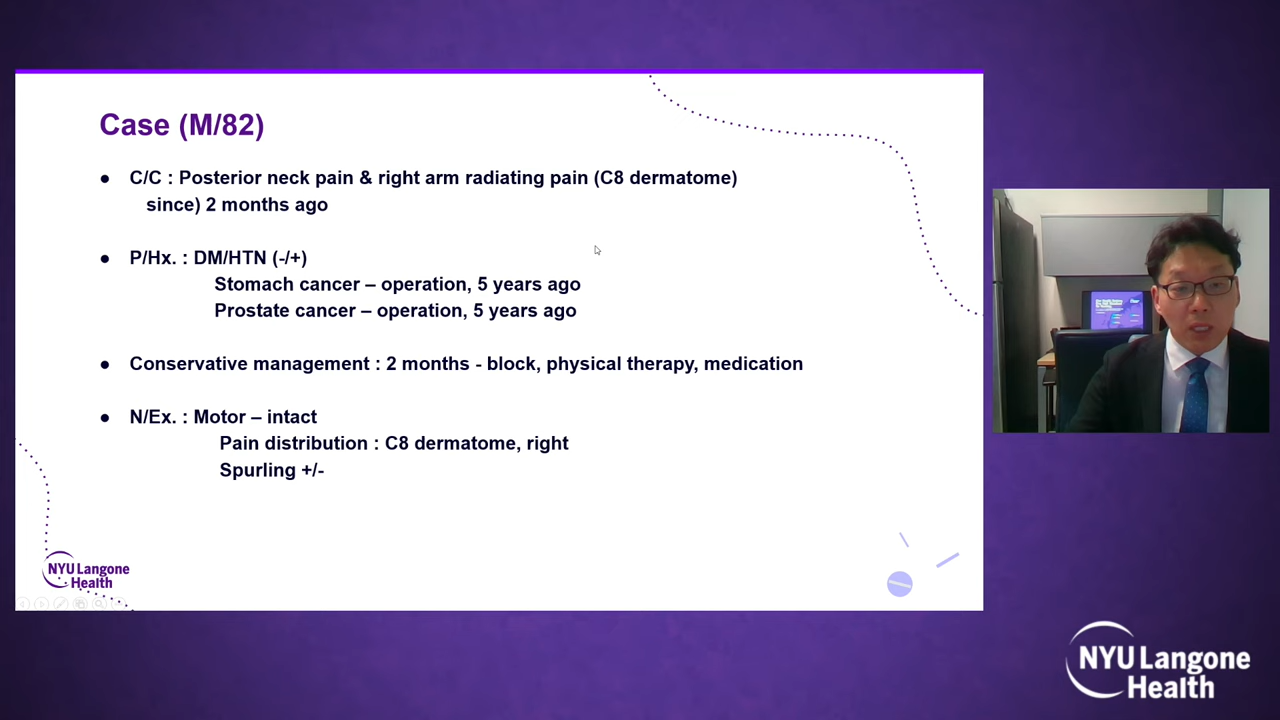 Case (M/82)
● C/C : Posterior neck pain & right arm radiating pain (C8 dermatome)
since) 2 months ago
● P/Hx. : DM/HTN (-/+)
Stomach cancer – operation, 5 years ago
Prostate cancer – operation, 5 years ago
● Conservative management : 2 months - block, physical therapy, medication
● N/Ex. : Motor – intact
Pain distribution : C8 dermatome, right
Spurling +/-
NYU Langone
Health
NYU Langone
Health